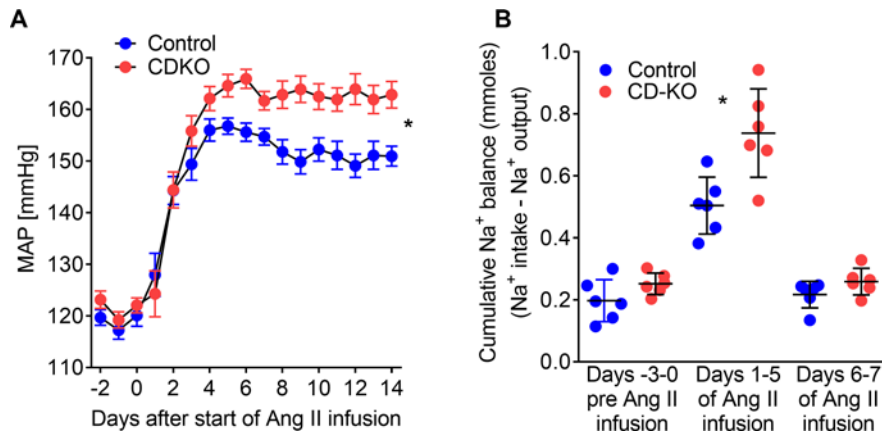 A
Control
CDKO
MAP [mmHg]
170
160
150
140
130
120
110
*
-2 0 2 4 6 8 10 12 14
Days after start of Ang II infusion
B
Control
CD-KO
*
Cumulative Na⁺ balance (mmoles)
(Na⁺ intake - Na⁺ output)
1.0
0.8
0.6
0.4
0.2
0.0
Days -3-0
pre Ang II
infusion
Days 1-5
of Ang II
infusion
Days 6-7
of Ang II
infusion